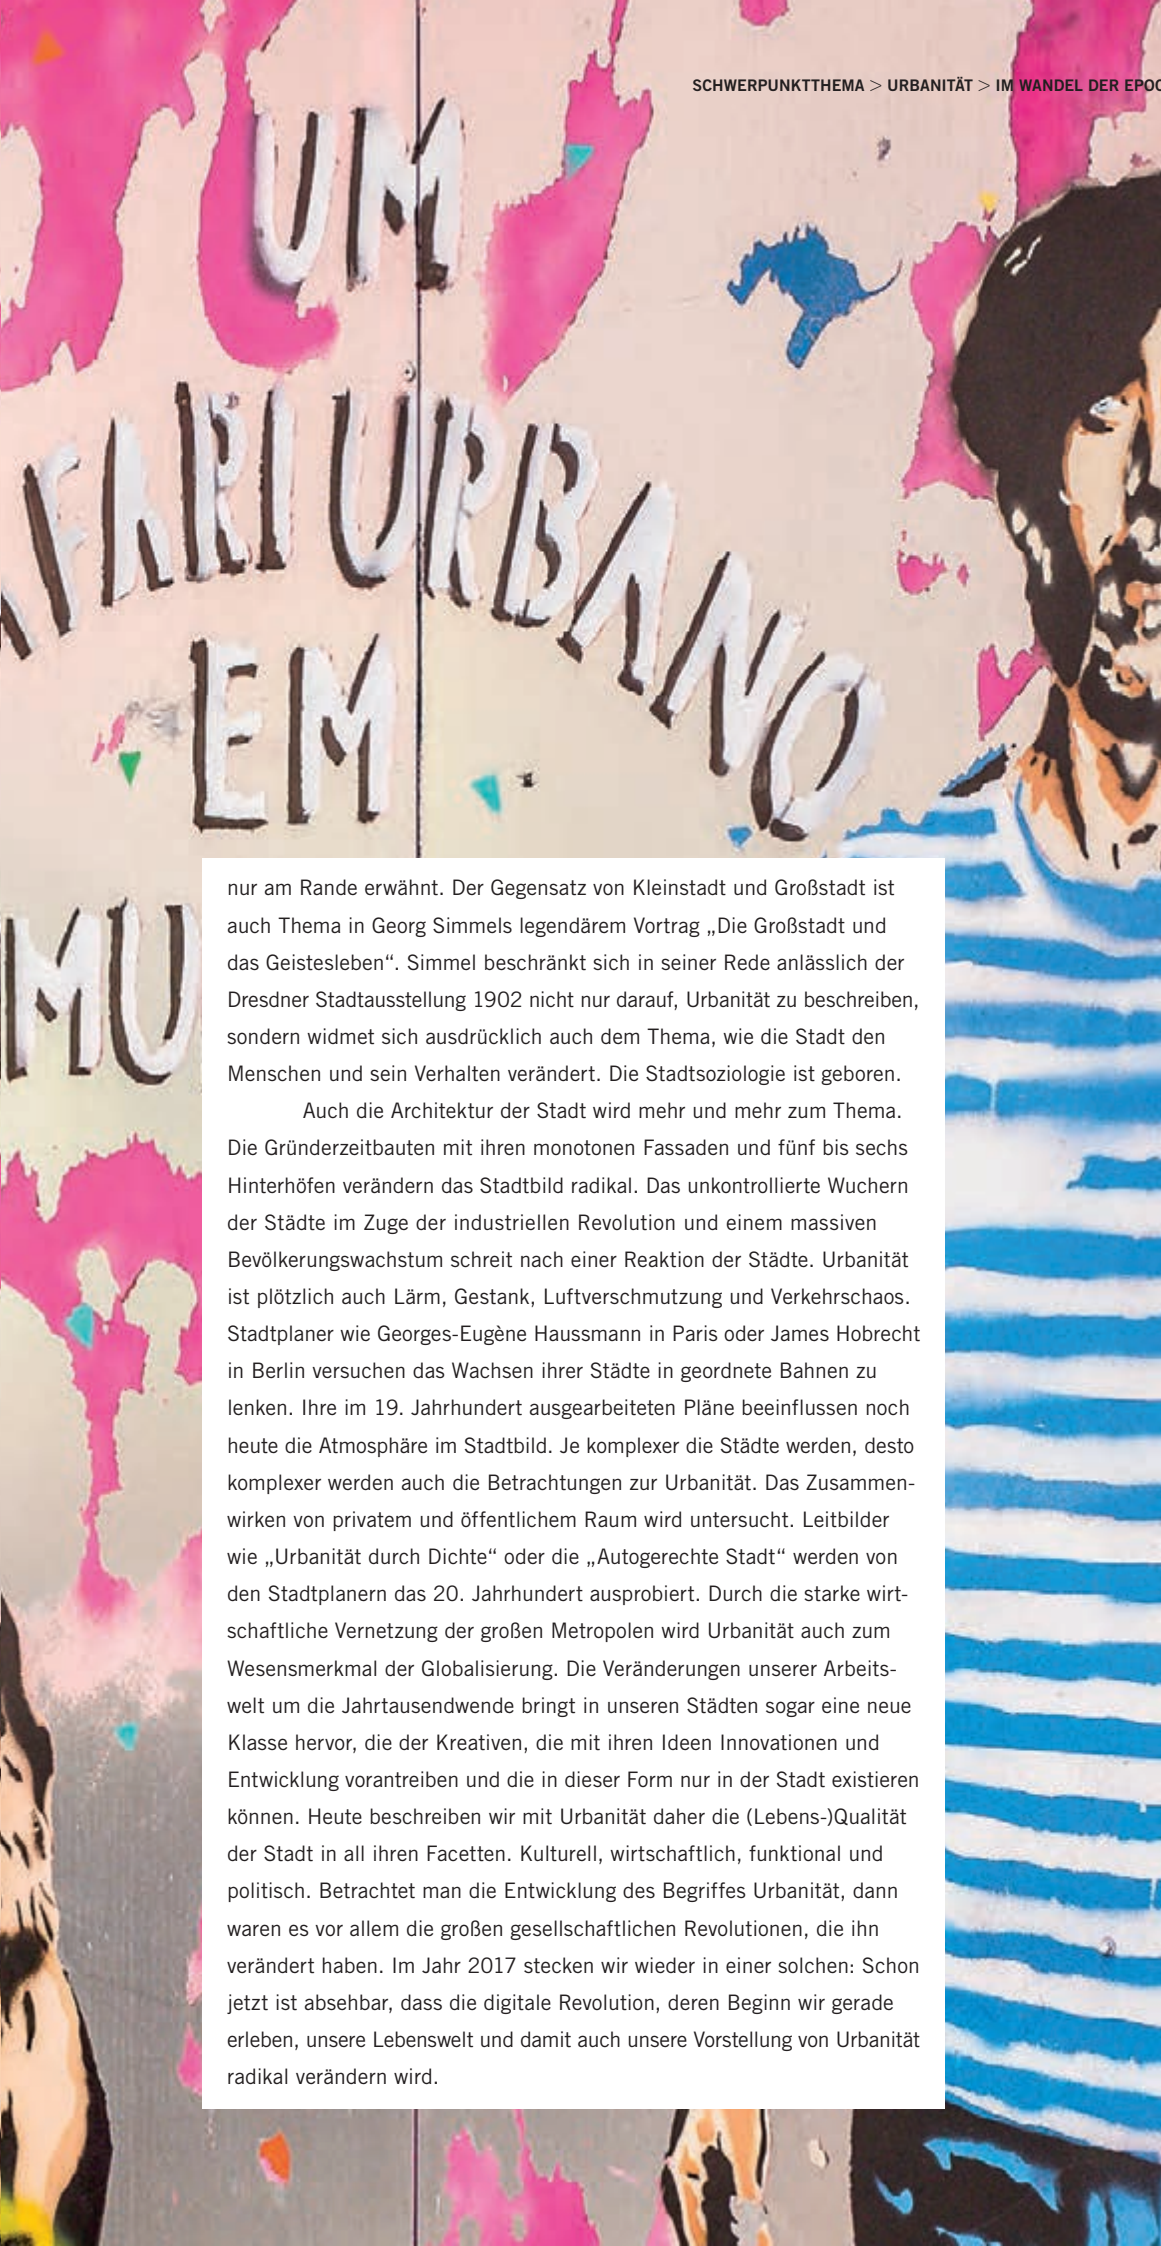 SCHWERPUNKTTHEMA > URBANITÄT > IM WANDEL DER
UM
URBANO
EM
nur am Rande erwähnt. Der Gegensatz von Kleinstadt und Großstadt ist
auch Thema in Georg Simmels legendärem Vortrag „Die Großstadt und
das Geistesleben“. Simmel beschränkt sich in seiner Rede anlässlich der
Dresdner Stadtausstellung 1902 nicht nur darauf, Urbanität zu beschreiben,
sondern widmet sich ausdrücklich auch dem Thema, wie die Stadt den
Menschen und sein Verhalten verändert. Die Stadtsoziologie ist geboren.
Auch die Architektur der Stadt wird mehr und mehr zum Thema.
Die Gründerzeitbauten mit ihren monotonen Fassaden und fünf bis sechs
Hinterhöfen verändern das Stadtbild radikal. Das unkontrollierte Wuchern
der Städte im Zuge der industriellen Revolution und einem massiven
Bevölkerungswachstum schreit nach einer Reaktion der Städte. Urbanität
ist plötzlich auch Lärm, Gestank, Luftverschmutzung und Verkehrschaos.
Stadtplaner wie Georges-Eugène Haussmann in Paris oder James Hobrecht
in Berlin versuchen das Wachsen ihrer Städte in geordnete Bahnen zu
lenken. Ihre im 19. Jahrhundert ausgearbeiteten Pläne beeinflussen noch
heute die Atmosphäre im Stadtbild. Je komplexer die Städte werden, desto
komplexer werden auch die Betrachtungen zur Urbanität. Das Zusammen-
wirken von privatem und öffentlichem Raum wird untersucht. Leitbilder
wie „Urbanität durch Dichte“ oder die „Autogerechte Stadt“ werden von
den Stadtplanern das 20. Jahrhundert ausprobiert. Durch die starke wirt-
schaftliche Vernetzung der großen Metropolen wird Urbanität auch zum
Wesensmerkmal der Globalisierung. Die Veränderungen unserer Arbeits-
welt um die Jahrtausendwende bringt in unseren Städten sogar eine neue
Klasse hervor, die der Kreativen, die mit ihren Ideen Innovationen und
Entwicklung vorantreiben und die in dieser Form nur in der Stadt existieren
können. Heute beschreiben wir mit Urbanität daher die (Lebens-)Qualität
der Stadt in all ihren Facetten. Kulturell, wirtschaftlich, funktional und
politisch. Betrachtet man die Entwicklung des Begriffes Urbanität, dann
waren es vor allem die großen gesellschaftlichen Revolutionen, die ihn
verändert haben. Im Jahr 2017 stecken wir wieder in einer solchen: Schon
jetzt ist absehbar, dass die digitale Revolution, deren Beginn wir gerade
erleben, unsere Lebenswelt und damit auch unsere Vorstellung von Urbanität
radikal verändern wird.